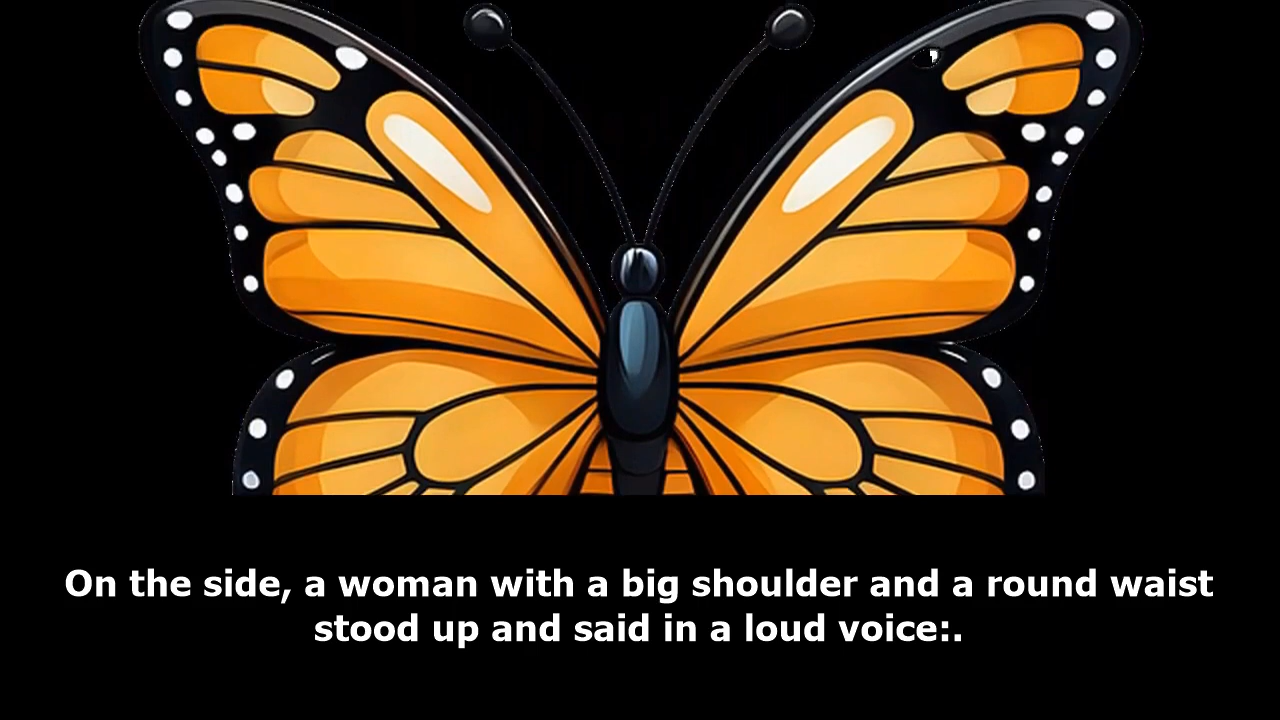 On the side, a woman with a big shoulder and a round waist
stood up and said in a loud voice:.